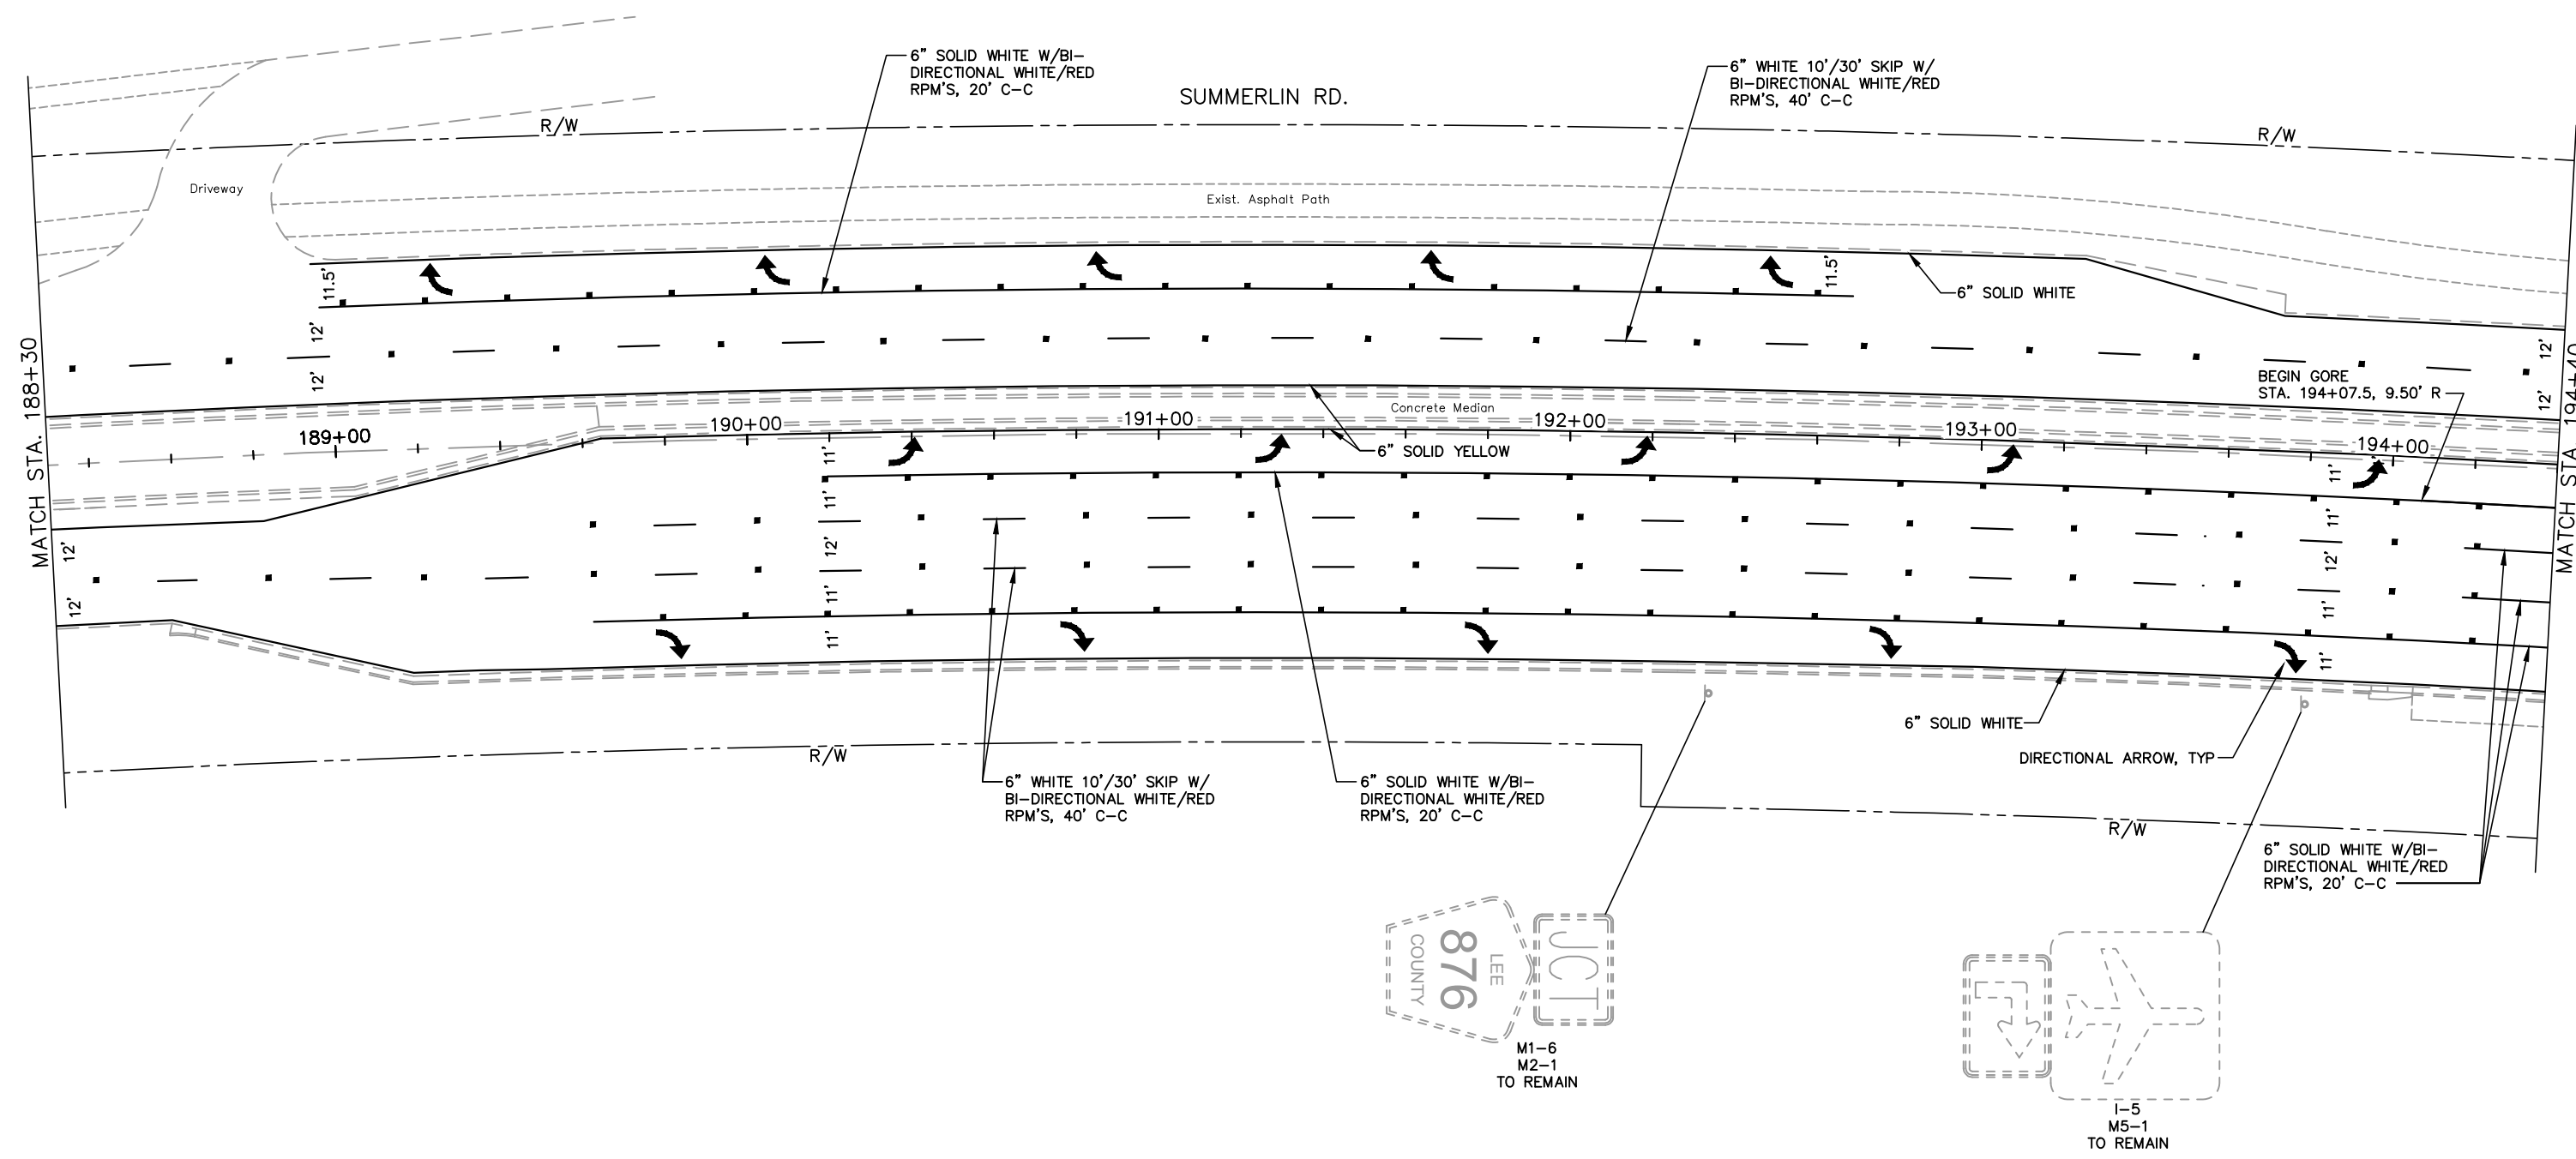 6" SOLID WHITE W/BI-
DIRECTIONAL WHITE/RED
RPM'S, 20' C-C
6" WHITE 10'/30' SKIP W/
BI-DIRECTIONAL WHITE/RED
RPM'S, 40' C-C
SUMMERLIN RD.
R/W
R/W
Driveway
Exist. Asphalt Path
11.5'
11.5'
6" SOLID WHITE
12'
12'
12'
12'
MATCH STA. 188+30
MATCH STA. 194+40
BEGIN GORE
STA. 194+07.5, 9.50' R
Concrete Median
189+00
190+00
191+00
192+00
193+00
194+00
6" SOLID YELLOW
11'
11'
12'
11'
11'
12'
12'
11'
11'
12'
11'
11'
6" SOLID WHITE
DIRECTIONAL ARROW, TYP
R/W
R/W
6" WHITE 10'/30' SKIP W/
BI-DIRECTIONAL WHITE/RED
RPM'S, 40' C-C
6" SOLID WHITE W/BI-
DIRECTIONAL WHITE/RED
RPM'S, 20' C-C
6" SOLID WHITE W/BI-
DIRECTIONAL WHITE/RED
RPM'S, 20' C-C
JCT
LEE
876
COUNTY
M1-6
M2-1
TO REMAIN
I-5
M5-1
TO REMAIN